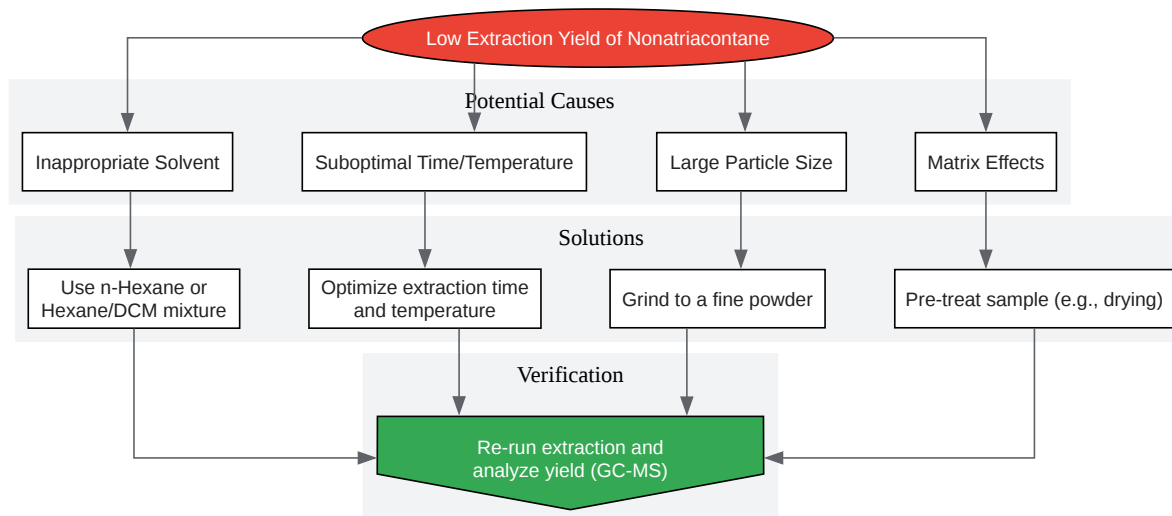 Low Extraction Yield of Nonatriacontane
Potential Causes
Inappropriate Solvent
Suboptimal Time/Temperature
Large Particle Size
Matrix Effects
Solutions
Use n-Hexane or
Hexane/DCM mixture
Optimize extraction time
and temperature
Grind to a fine powder
Pre-treat sample (e.g., drying)
Verification
Re-run extraction and
analyze yield (GC-MS)